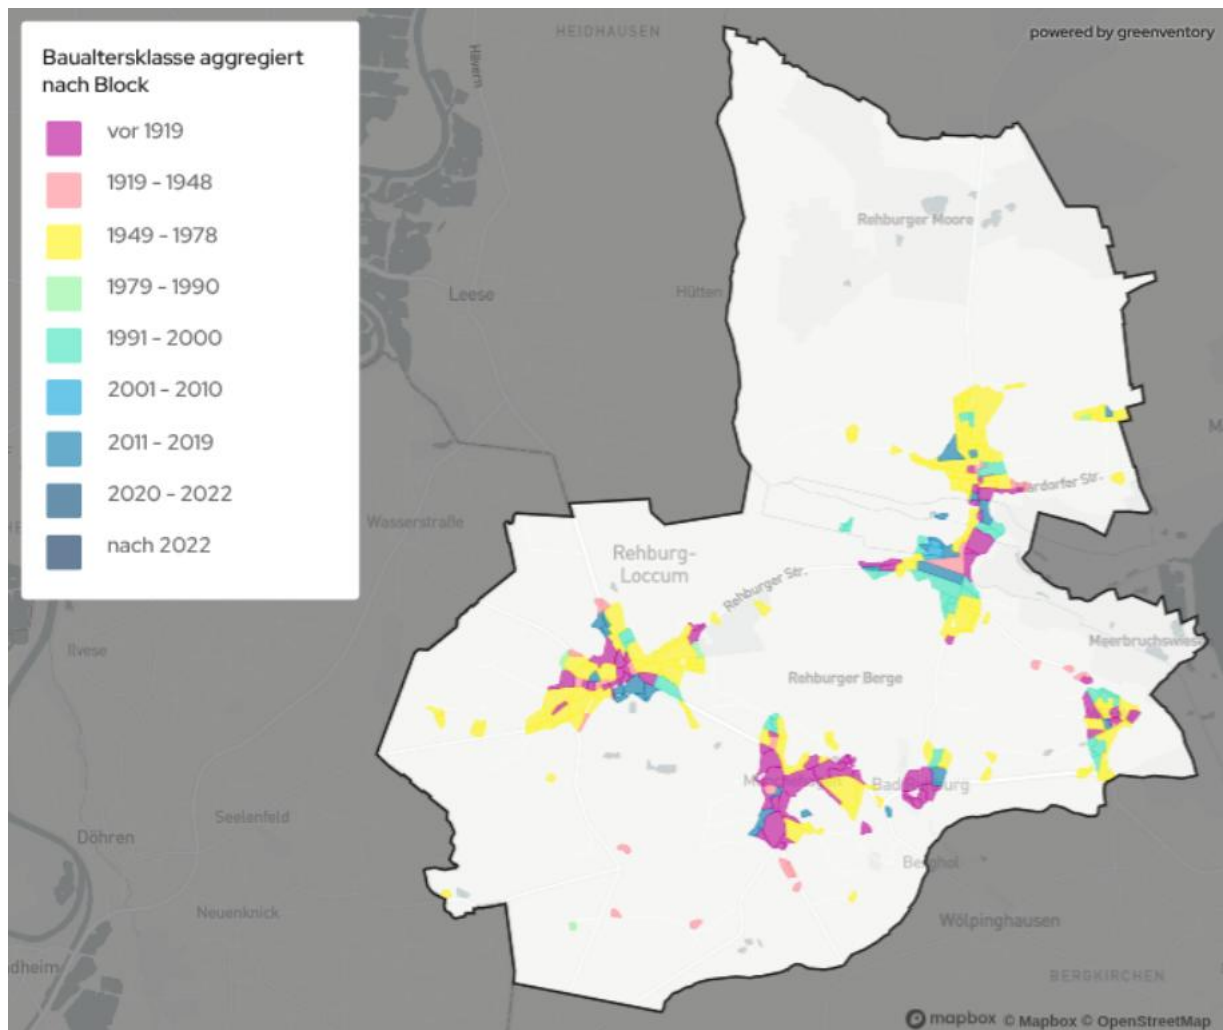 HEIDHAUSEN
powered by greenventory
Baualtersklasse aggregiert
nach Block
vor 1919
1919 - 1948
1949 - 1978
1979 - 1990
1991 - 2000
2001 - 2010
2011 - 2019
2020 - 2022
nach 2022
Rehburger Moore
Leese
Hütten
Wasserstraße
Rehburg-
Loccum
Rehburger Str.
Ilvese
Rehburger Berge
Seelenfeld
Döhren
Neuenknick
Wölpinghausen
BERGKIRCHEN
mapbox © Mapbox © OpenStreetMap